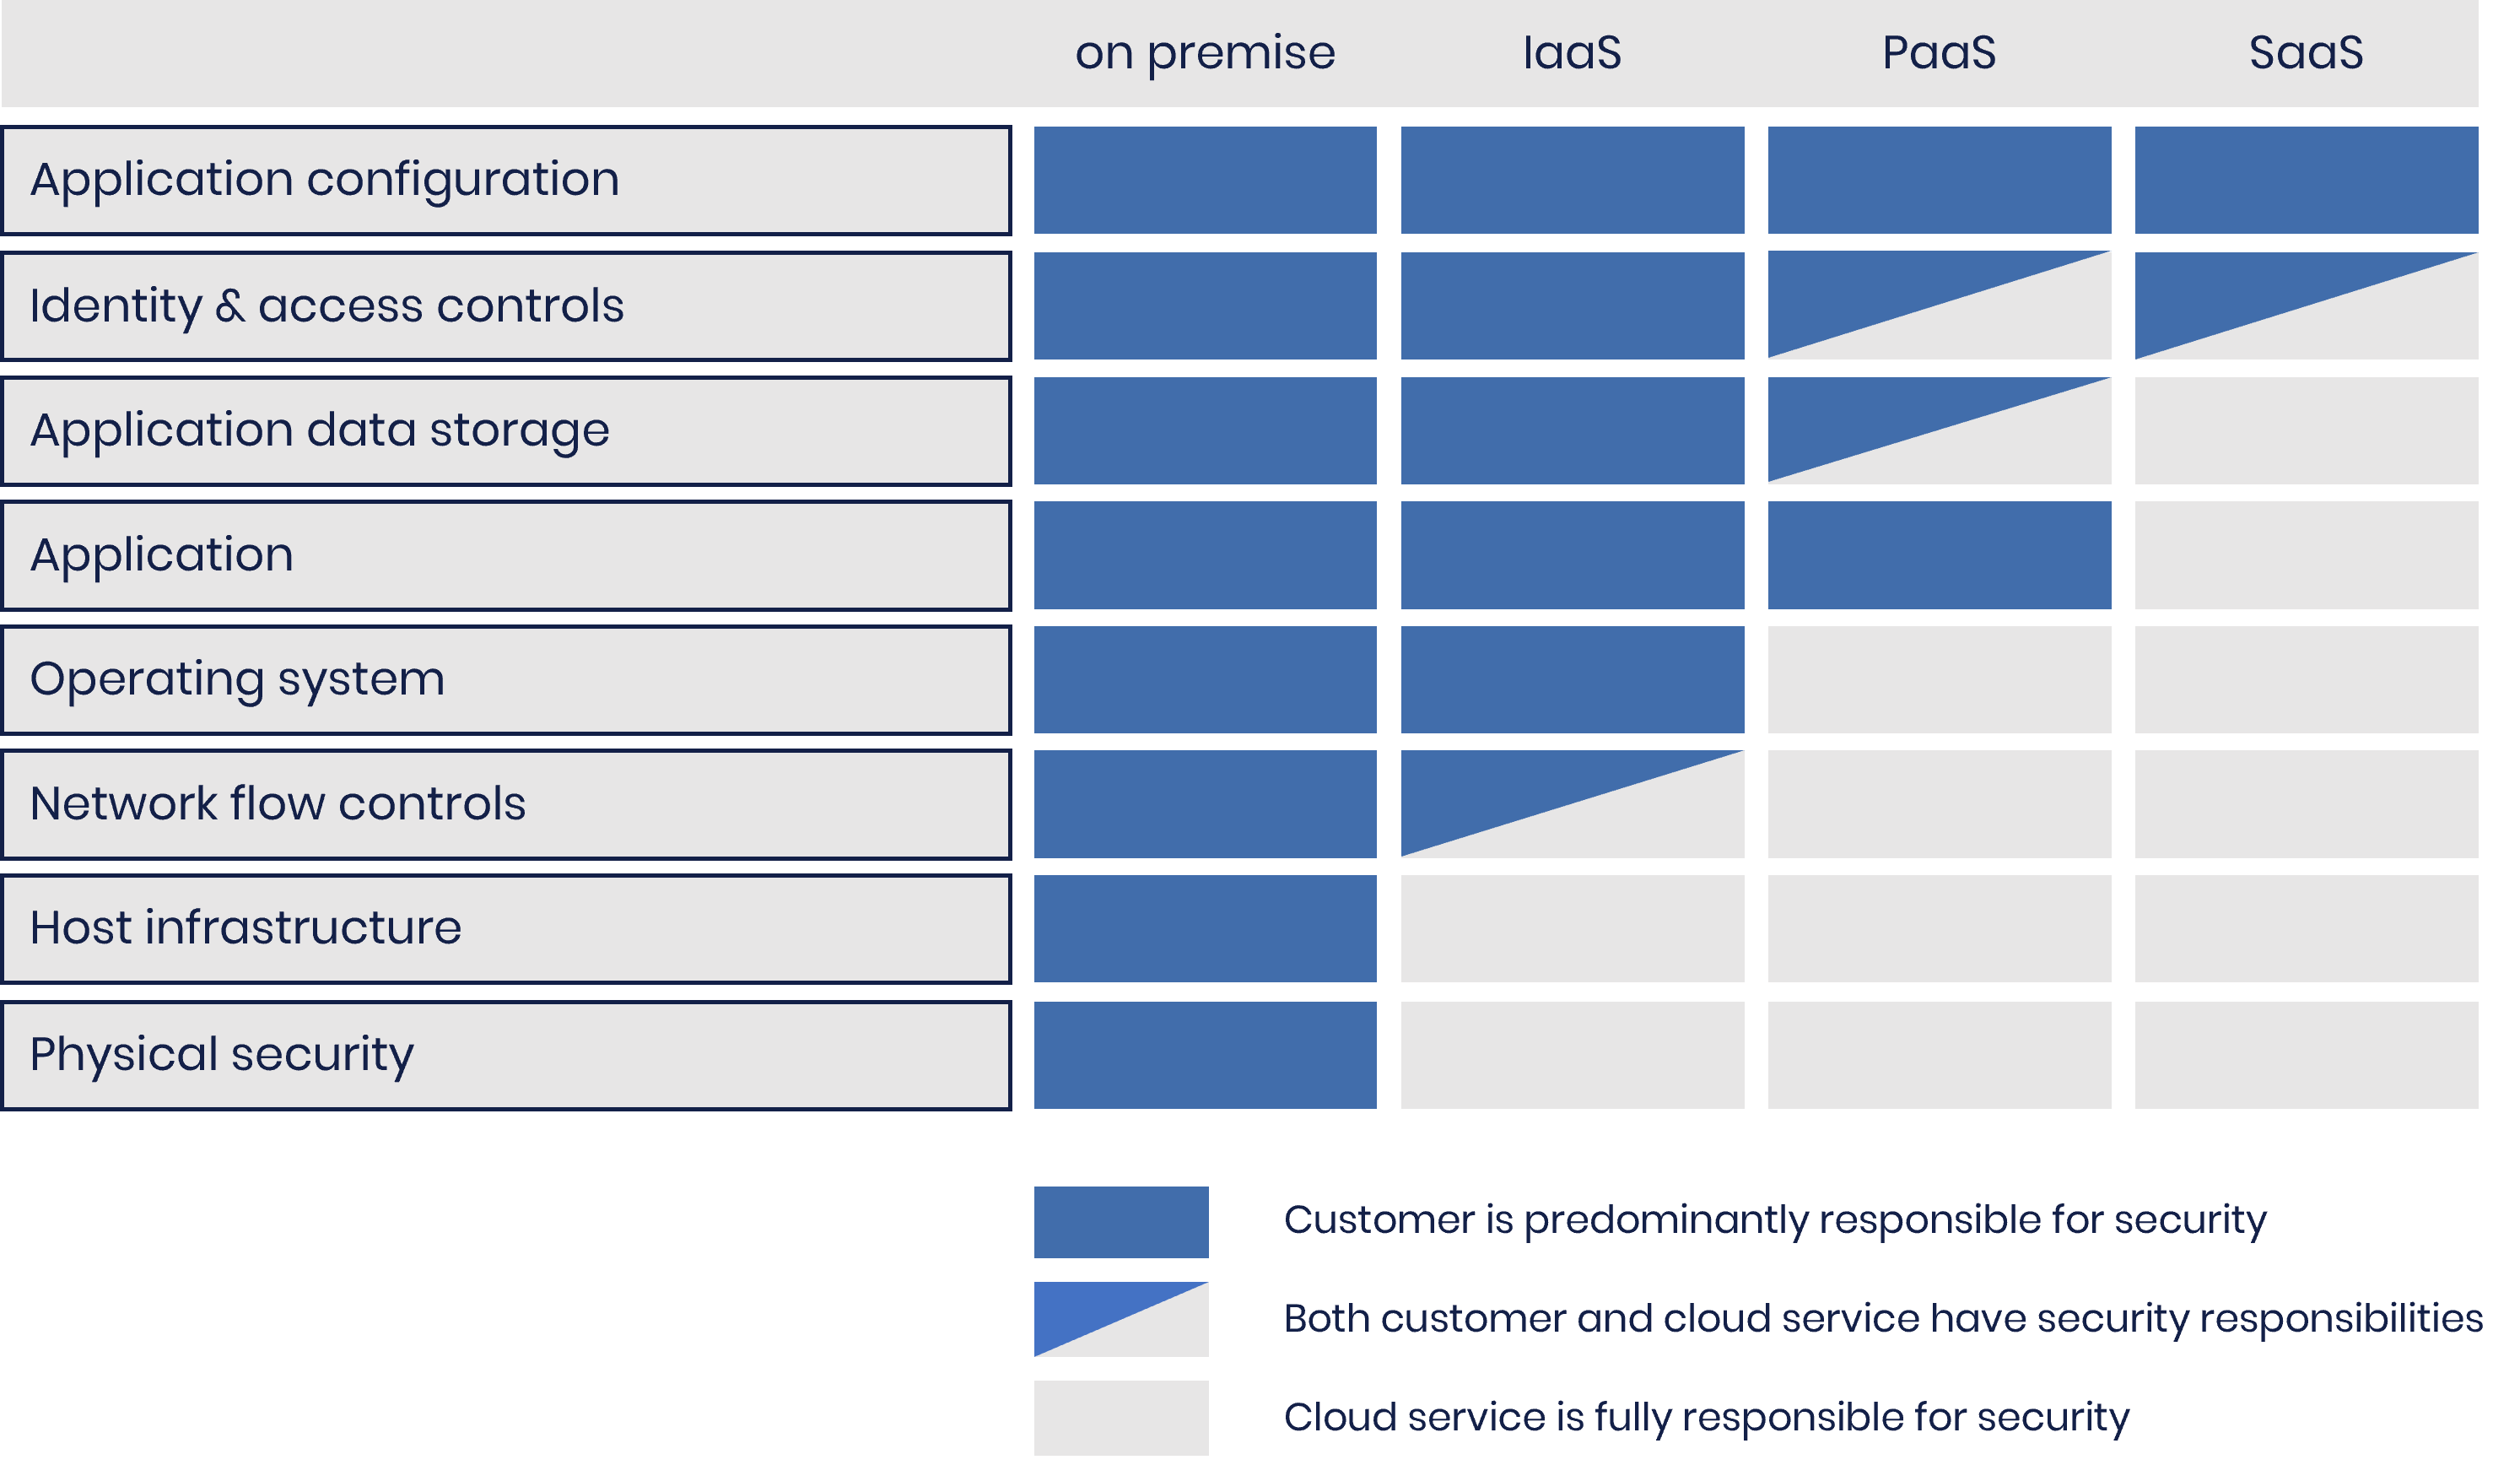 on premise IaaS PaaS SaaS
Application configuration
Identity & access controls
Application data storage
Application
Operating system
Network flow controls
Host infrastructure
Physical security
Customer is predominantly responsible for security
Both customer and cloud service have security responsibilities
Cloud service is fully responsible for security